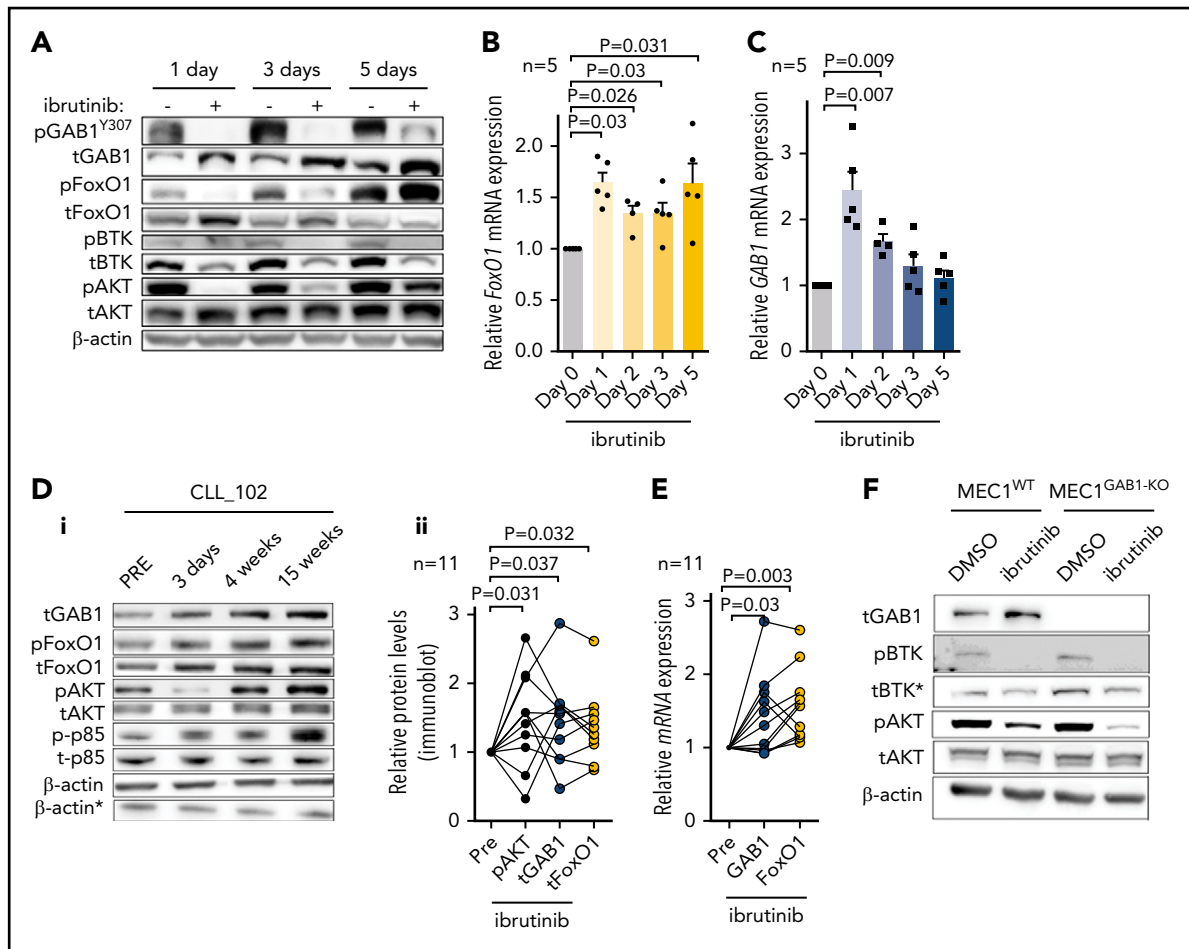 A
1 day 3 days 5 days
ibrutinib: - + - + - +
pGAB1Y307
tGAB1
pFoxO1
tFoxO1
pBTK
tBTK
pAKT
tAKT
β-actin
B
n=5
P=0.031
P=0.03
P=0.026
P=0.03
Relative FoxO1 mRNA expression
2.0
1.5
1.0
0.5
0.0
Day 0 Day 1 Day 2 Day 3 Day 5
ibrutinib
C
n=5
P=0.009
P=0.007
Relative GAB1 mRNA expression
3
2
1
0
Day 0 Day 1 Day 2 Day 3 Day 5
ibrutinib
D
CLL_102
i
PRE 3 days 4 weeks 15 weeks
tGAB1
pFoxO1
tFoxO1
pAKT
tAKT
p-p85
t-p85
β-actin
β-actin*
ii
n=11
P=0.032
P=0.037
P=0.031
Relative protein levels
(immunoblot)
3
2
1
0
Pre pAKT tGAB1 tFoxO1
ibrutinib
E
n=11
P=0.003
P=0.03
Relative mRNA expression
3
2
1
0
Pre GAB1 FoxO1
ibrutinib
F
MEC1WT MEC1GAB1-KO
DMSO ibrutinib DMSO ibrutinib
tGAB1
pBTK
tBTK*
pAKT
tAKT
β-actin